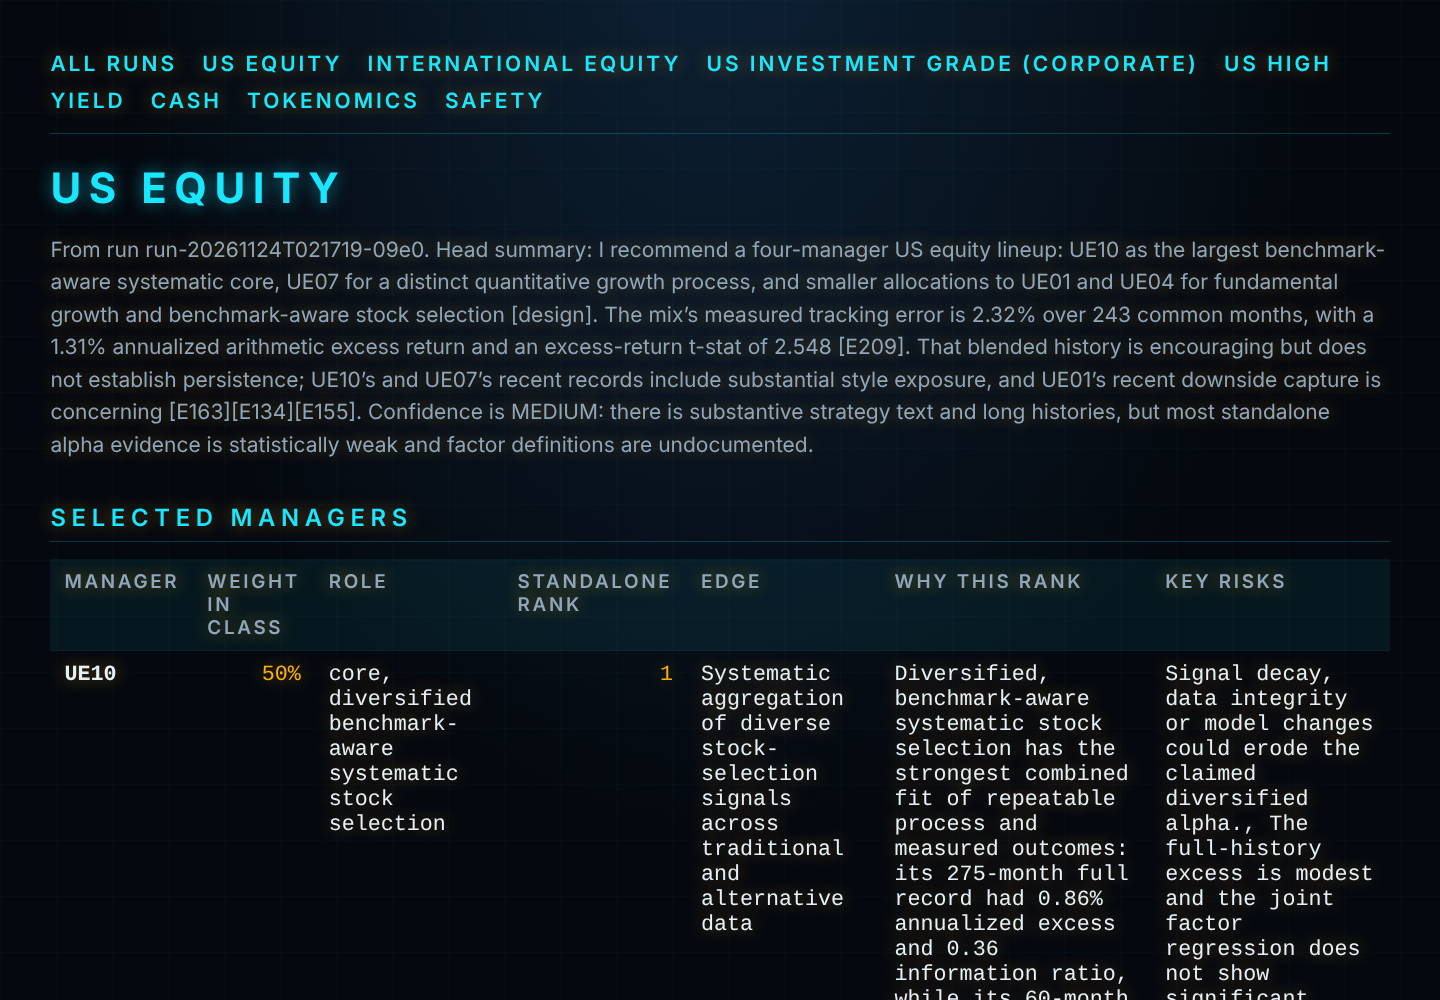 ALL RUNS US EQUITY INTERNATIONAL EQUITY US INVESTMENT GRADE (CORPORATE) US HIGH
YIELD CASH TOKENOMICS SAFETY
US EQUITY
From run run-20261124T021719-09e0. Head summary: I recommend a four-manager US equity lineup: UE10 as the largest benchmark-
aware systematic core, UE07 for a distinct quantitative growth process, and smaller allocations to UE01 and UE04 for fundamental
growth and benchmark-aware stock selection [design]. The mix’s measured tracking error is 2.32% over 243 common months, with a
1.31% annualized arithmetic excess return and an excess-return t-stat of 2.548 [E209]. That blended history is encouraging but does
not establish persistence; UE10’s and UE07’s recent records include substantial style exposure, and UE01’s recent downside capture is
concerning [E163][E134][E155]. Confidence is MEDIUM: there is substantive strategy text and long histories, but most standalone
alpha evidence is statistically weak and factor definitions are undocumented.
SELECTED MANAGERS
MANAGER
WEIGHT
IN
CLASS
ROLE
STANDALONE
RANK
EDGE
WHY THIS RANK
KEY RISKS
UE10
50%
core,
diversified
benchmark-
aware
systematic
stock
selection
1
Systematic
aggregation
of diverse
stock-
selection
signals
across
traditional
and
alternative
data
Diversified,
benchmark-aware
systematic stock
selection has the
strongest combined
fit of repeatable
process and
measured outcomes:
its 275-month full
record had 0.86%
annualized excess
and 0.36
information ratio,
while its 60-month
Signal decay,
data integrity
or model changes
could erode the
claimed
diversified
alpha., The
full-history
excess is modest
and the joint
factor
regression does
not show
significant